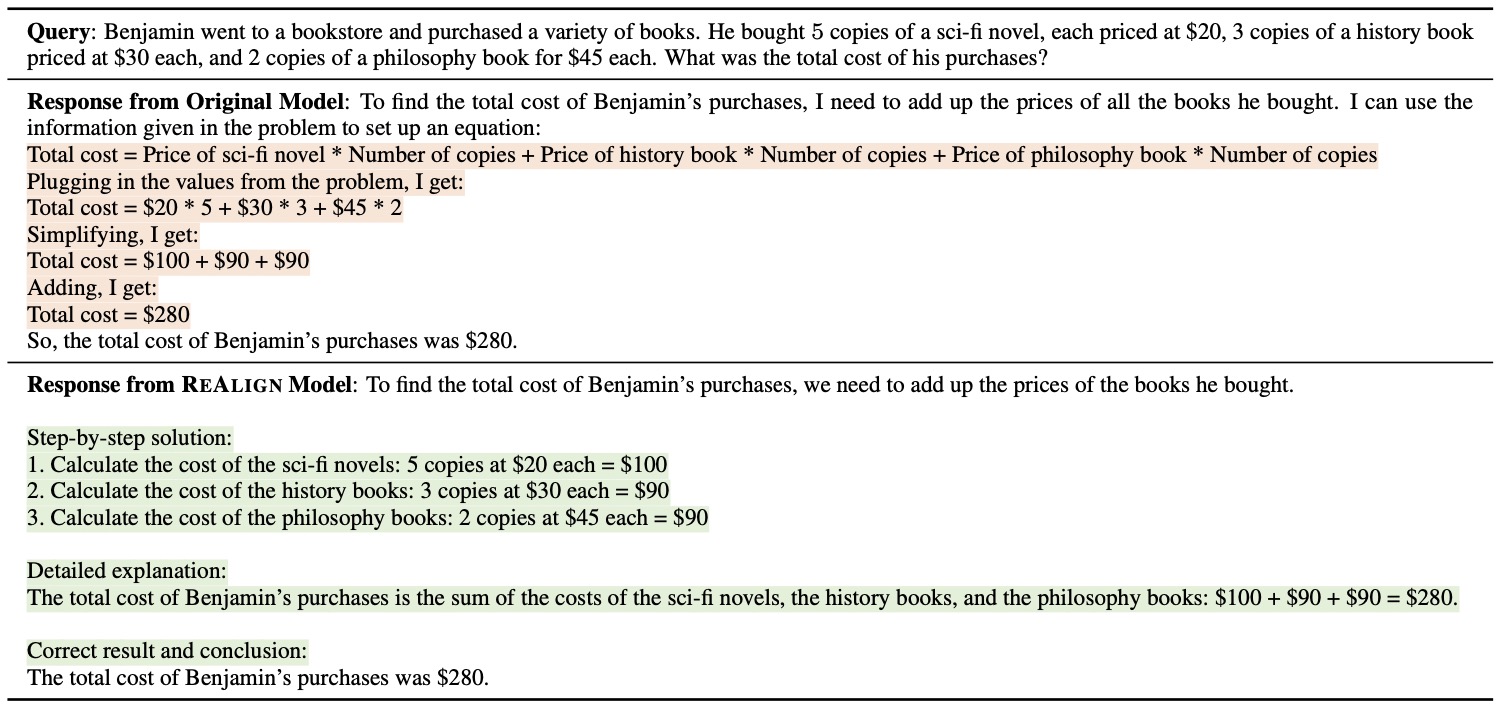 Query: Benjamin went to a bookstore and purchased a variety of books. He bought 5 copies of a sci-fi novel, each priced at $20, 3 copies of a history book
priced at $30 each, and 2 copies of a philosophy book for $45 each. What was the total cost of his purchases?
Response from Original Model: To find the total cost of Benjamin’s purchases, I need to add up the prices of all the books he bought. I can use the
information given in the problem to set up an equation:
Total cost = Price of sci-fi novel * Number of copies + Price of history book * Number of copies + Price of philosophy book * Number of copies
Plugging in the values from the problem, I get:
Total cost = $20 * 5 + $30 * 3 + $45 * 2
Simplifying, I get:
Total cost = $100 + $90 + $90
Adding, I get:
Total cost = $280
So, the total cost of Benjamin’s purchases was $280.
Response from REALIGN Model: To find the total cost of Benjamin’s purchases, we need to add up the prices of the books he bought.
Step-by-step solution:
1. Calculate the cost of the sci-fi novels: 5 copies at $20 each = $100
2. Calculate the cost of the history books: 3 copies at $30 each = $90
3. Calculate the cost of the philosophy books: 2 copies at $45 each = $90
Detailed explanation:
The total cost of Benjamin’s purchases is the sum of the costs of the sci-fi novels, the history books, and the philosophy books: $100 + $90 + $90 = $280.
Correct result and conclusion:
The total cost of Benjamin’s purchases was $280.